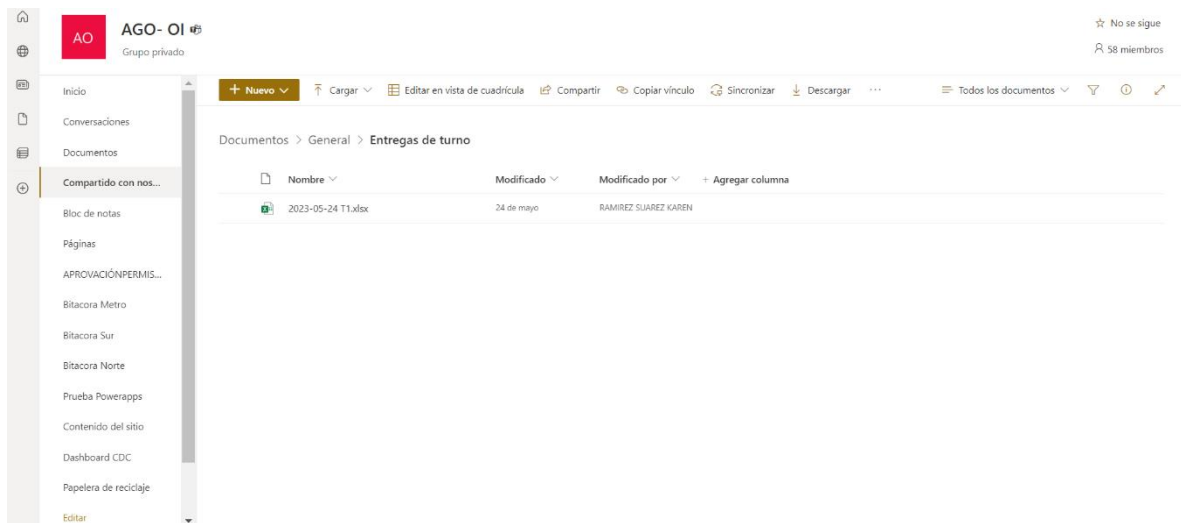 AO
AGO- OI
Grupo privado
No se sigue
58 miembros
Inicio
Conversaciones
Documentos
Compartido con nos...
Bloc de notas
Páginas
APROVACIÓNPERMIS...
Bitacora Metro
Bitacora Sur
Bitacora Norte
Prueba Powerapps
Contenido del sitio
Dashboard CDC
Papelera de reciclaje
Editar
+ Nuevo Cargar Editar en vista de cuadrícula Compartir Copiar vínculo Sincronizar Descargar ... Todos los documentos
Documentos > General > Entregas de turno
Nombre Modificado Modificado por + Agregar columna
2023-05-24 T1.xlsx 24 de mayo RAMIREZ SUAREZ KAREN